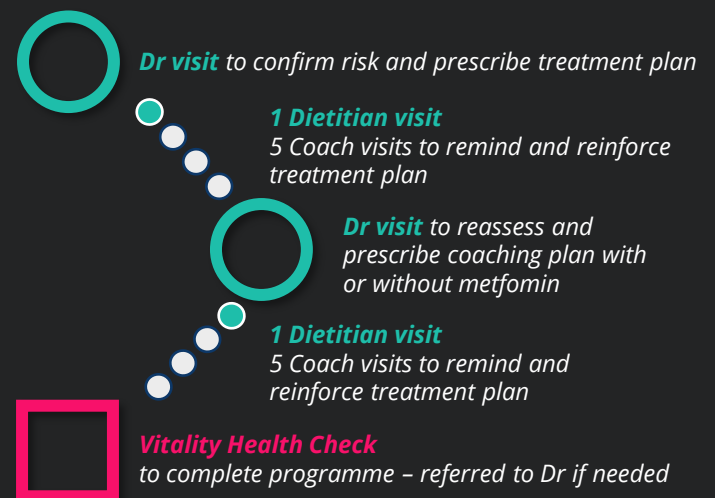 Dr visit to confirm risk and prescribe treatment plan
1 Dietitian visit
5 Coach visits to remind and reinforce
treatment plan
Dr visit to reassess and
prescribe coaching plan with
or without metfomin
1 Dietitian visit
5 Coach visits to remind and
reinforce treatment plan
Vitality Health Check
to complete programme – referred to Dr if needed